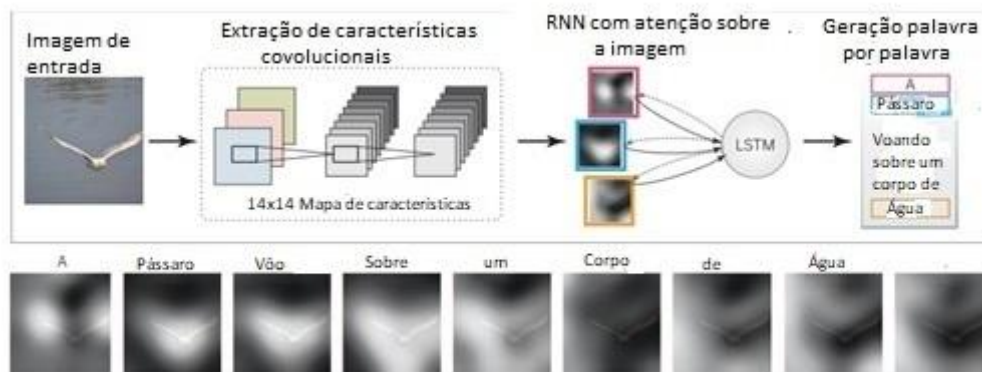 Imagem de
entrada
Extração de características
covolucionais
RNN com atenção sobre
a imagem
Geração palavra
por palavra
14x14 Mapa de características
LSTM
A
Pássaro
Voando
sobre um
corpo de
Água
A
Pássaro
Vôo
Sobre
um
Corpo
de
Água
.